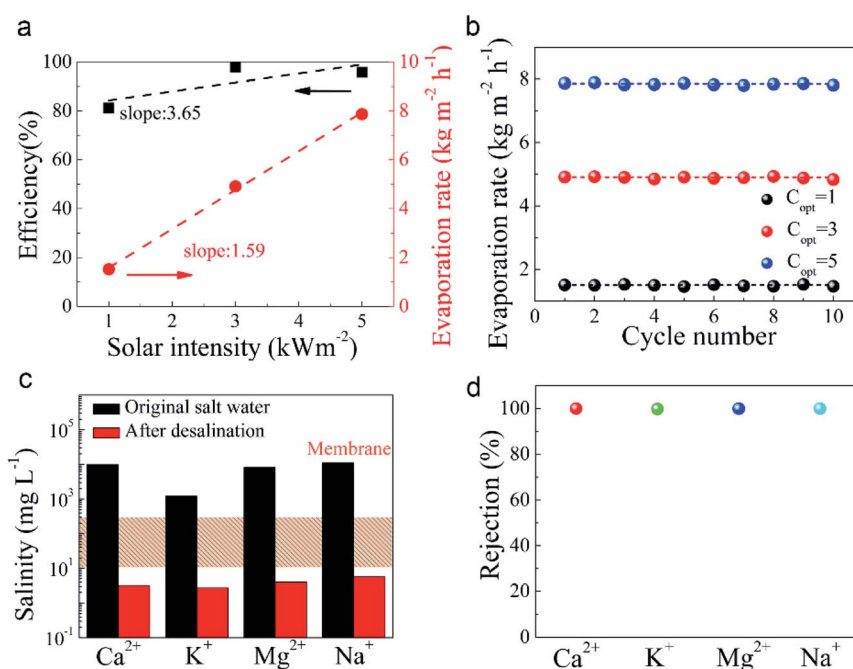 a
Efficiency(%)
100
80
60
40
20
0
slope:3.65
slope:1.59
10
8
6
4
2
0
Evaporation rate (kg m⁻² h⁻¹)
1 2 3 4 5
Solar intensity (kWm⁻²)
b
Evaporation rate (kg m⁻² h⁻¹)
8
6
4
2
C_opt=1
C_opt=3
C_opt=5
0 2 4 6 8 10
Cycle number
c
Salinity (mg L⁻¹)
10⁵
10³
10¹
10⁻¹
Original salt water
After desalination
Membrane
Ca²⁺ K⁺ Mg²⁺ Na⁺
d
Rejection (%)
100
80
60
40
20
0
Ca²⁺ K⁺ Mg²⁺ Na⁺